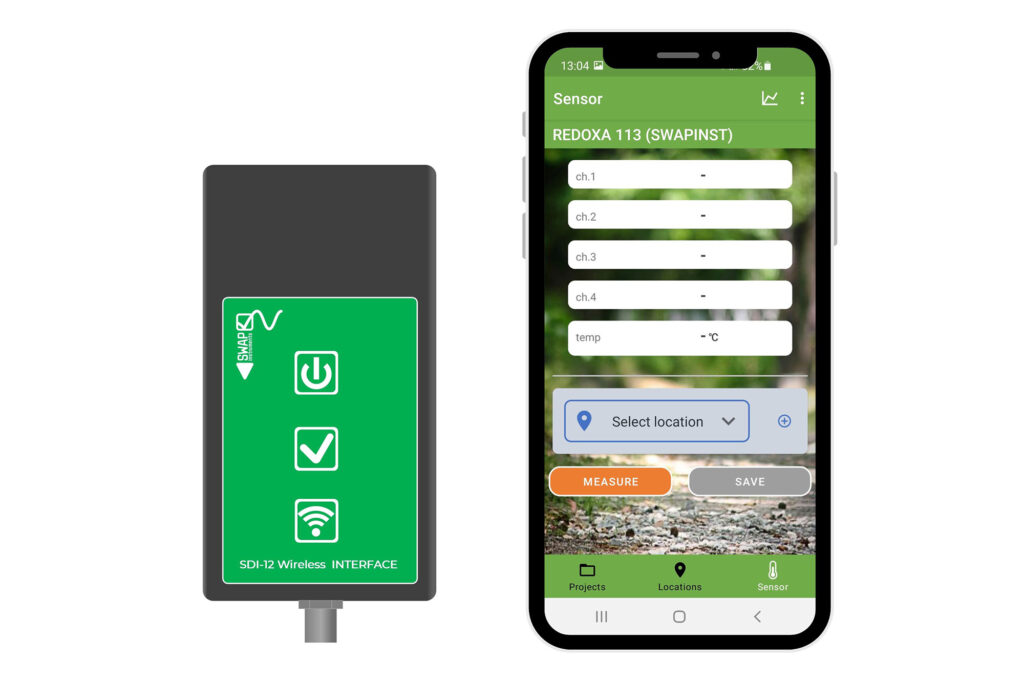 SWAP
INSTRUMENTS
SDI-12 Wireless INTERFACE
13:04
Sensor
REDOXA 113 (SWAPINST)
ch.1 -
ch.2 -
ch.3 -
ch.4 -
temp - °C
Select location
MEASURE SAVE
Projects Locations Sensor